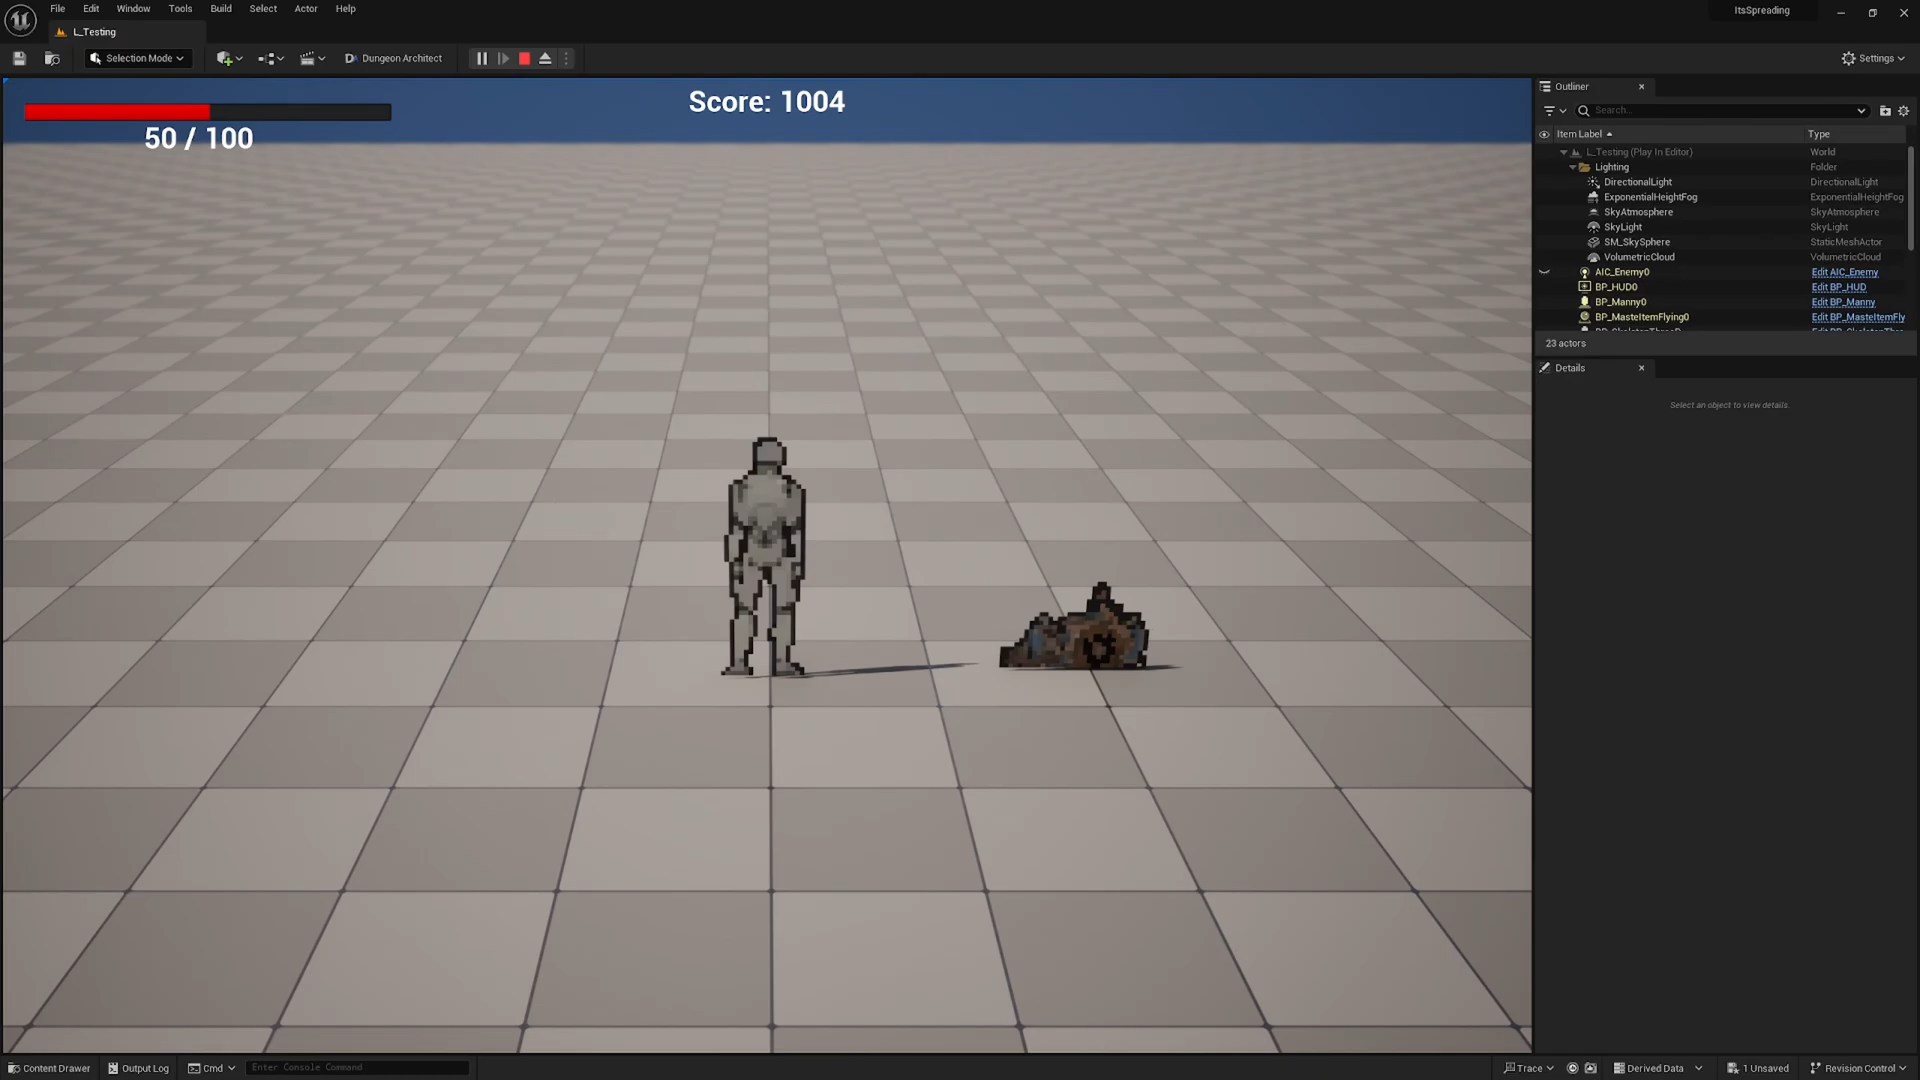 File Edit Window Tools Build Select Actor Help
ItsSpreading
L_Testing
Selection Mode
Dungeon Architect
Settings
Score: 1004
50 / 100
Outliner
Search...
Item Label Type
L_Testing (Play In Editor) World
Lighting Folder
DirectionalLight DirectionalLight
ExponentialHeightFog ExponentialHeightFog
SkyAtmosphere SkyAtmosphere
SkyLight SkyLight
SM_SkySphere StaticMeshActor
VolumetricCloud VolumetricCloud
AIC_Enemy0 Edit AIC_Enemy
BP_HUD0 Edit BP_HUD
BP_Manny0 Edit BP_Manny
BP_MasteItemFlying0 Edit BP_MasteItemFly
23 actors
Details
Select an object to view details.
Content Drawer Output Log Cmd Enter Console Command
Trace Derived Data 1 Unsaved Revision Control